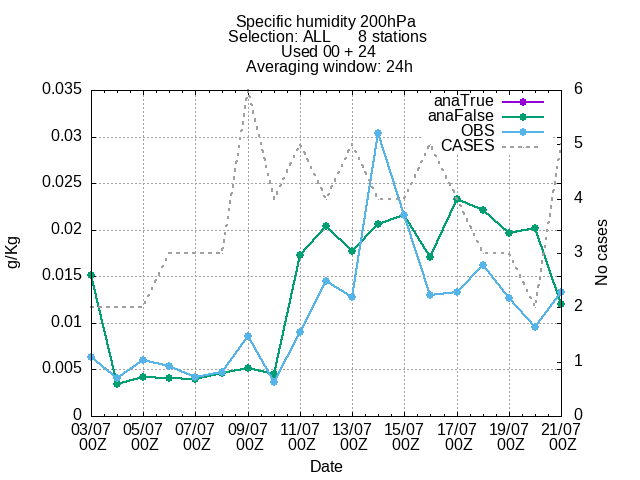 Specific humidity 200hPa
Selection: ALL 8 stations
Used 00 + 24
Averaging window: 24h
0.035
0.03
0.025
0.02
0.015
0.01
0.005
0
g/Kg
6
5
4
3
2
1
0
No cases
anaTrue
anaFalse
OBS
CASES
03/07 05/07 07/07 09/07 11/07 13/07 15/07 17/07 19/07 21/07
00Z 00Z 00Z 00Z 00Z 00Z 00Z 00Z 00Z 00Z
Date